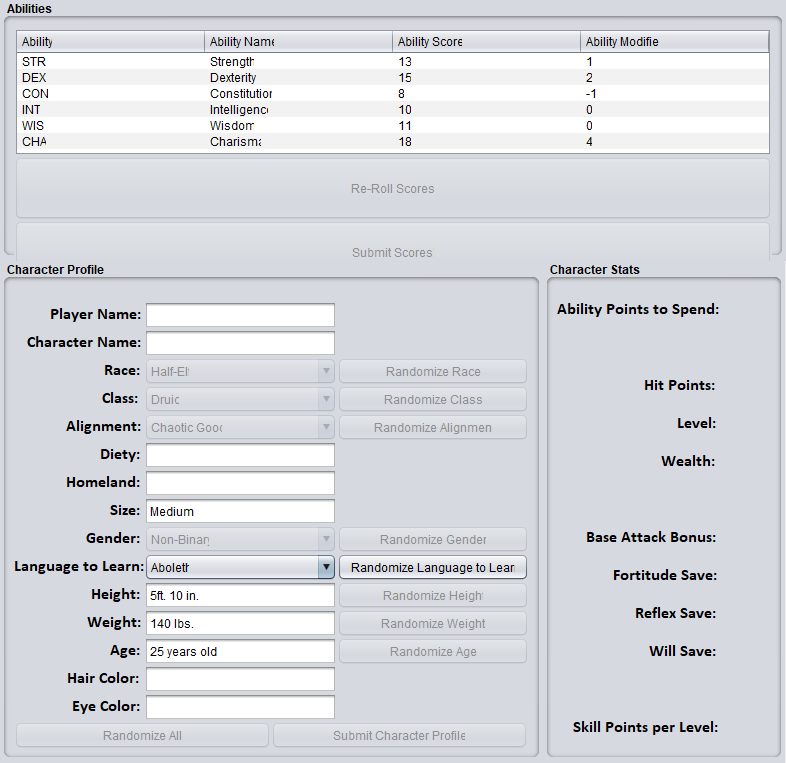 Abilities
Ability Ability Name Ability Score Ability Modifie
STR Strength 13 1
DEX Dexterity 15 2
CON Constitution 8 -1
INT Intelligence 10 0
WIS Wisdom 11 0
CHA Charisma 18 4
Re-Roll Scores
Submit Scores
Character Profile
Player Name:
Character Name:
Race: Half-El Randomize Race
Class: Druid Randomize Class
Alignment: Chaotic Good Randomize Alignmen
Diety:
Homeland:
Size: Medium
Gender: Non-Binary Randomize Gender
Language to Learn: Aboleth Randomize Language to Learn
Height: 5ft. 10 in. Randomize Height
Weight: 140 lbs. Randomize Weight
Age: 25 years old Randomize Age
Hair Color:
Eye Color:
Randomize All Submit Character Profile
Character Stats
Ability Points to Spend:
Hit Points:
Level:
Wealth:
Base Attack Bonus:
Fortitude Save:
Reflex Save:
Will Save:
Skill Points per Level: